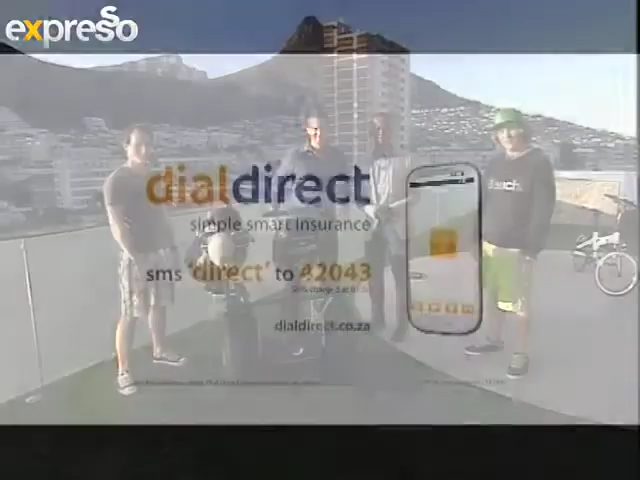 expresso
dialdirect
simple smart insurance
sms 'direct' to 42043
dialdirect.co.za